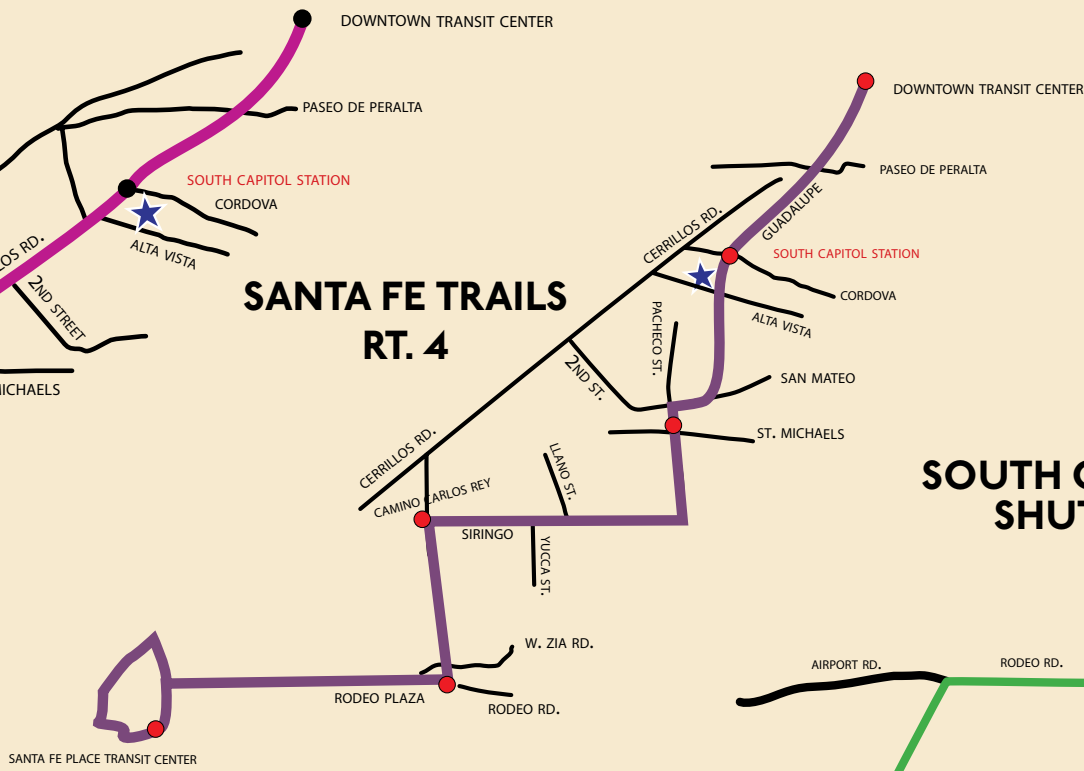 DOWNTOWN TRANSIT CENTER
PASEO DE PERALTA
SOUTH CAPITOL STATION
CORDOVA
ALTA VISTA
RD.
2ND STREET
SANTA FE TRAILS
RT. 4
DOWNTOWN TRANSIT CENTER
PASEO DE PERALTA
GUADALUPE
CERRILLOS RD.
SOUTH CAPITOL STATION
CORDOVA
ALTA VISTA
PACHECO ST.
2ND ST.
SAN MATEO
ST. MICHAELS
CERRILLOS RD.
LLANO ST.
CAMINO CARLOS REY
SIRINGO
YUCCA ST.
SOUTH
W. ZIA RD.
RODEO PLAZA
RODEO RD.
SANTA FE PLACE TRANSIT CENTER
AIRPORT RD.
RODEO RD.